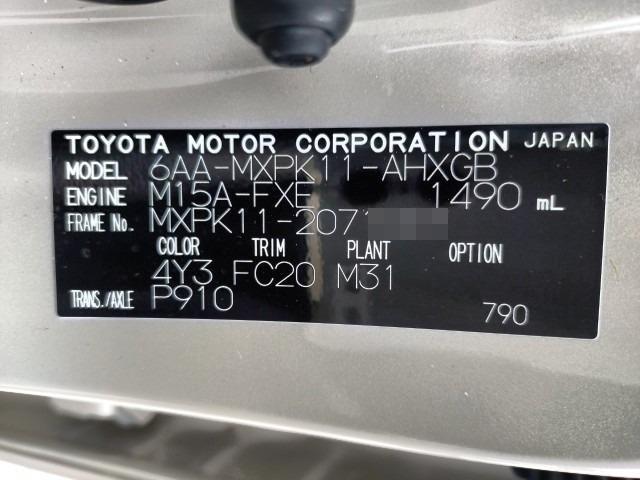 TOYOTA MOTOR CORPORATION JAPAN
MODEL 6AA-MXPK11-AHXGB
ENGINE M15A-FXE 1490 mL
FRAME No. MXPK11-207
COLOR TRIM PLANT OPTION
4Y3 FC20 M31
TRANS./AXLE P910
790